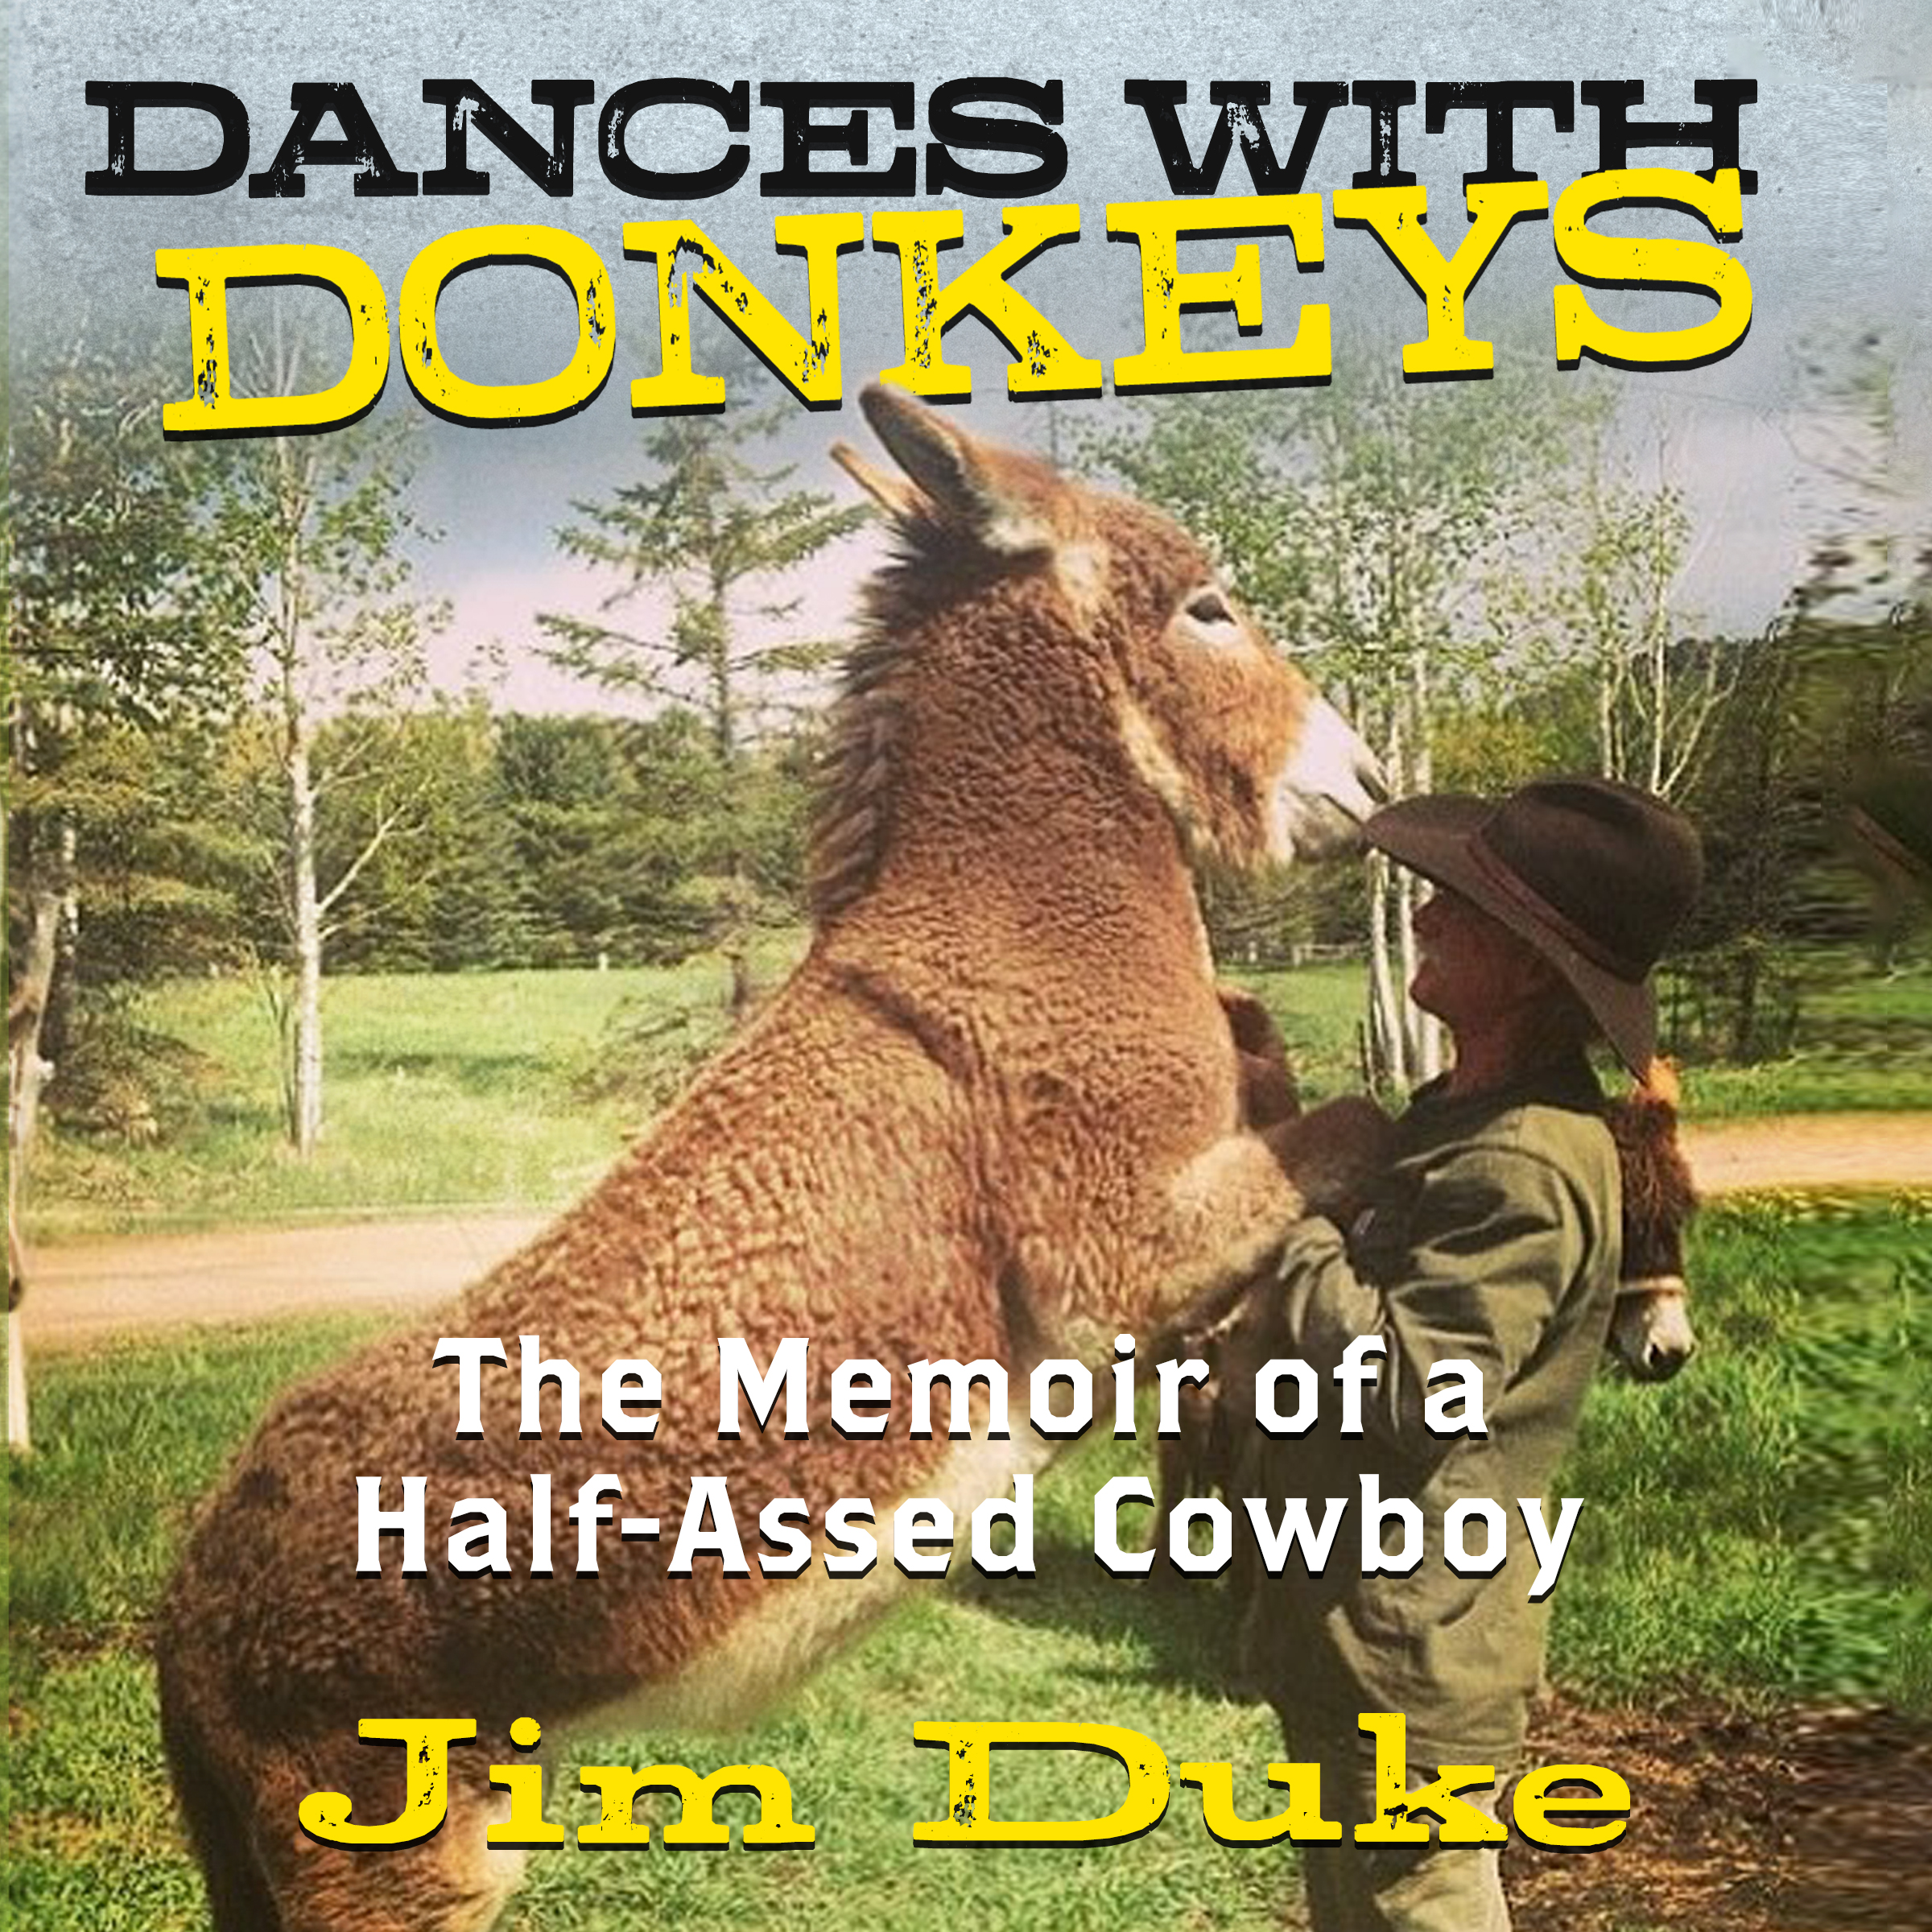 DANCES WITH
DONKEYS
The Memoir of a
Half-Assed Cowboy
Jim Duke